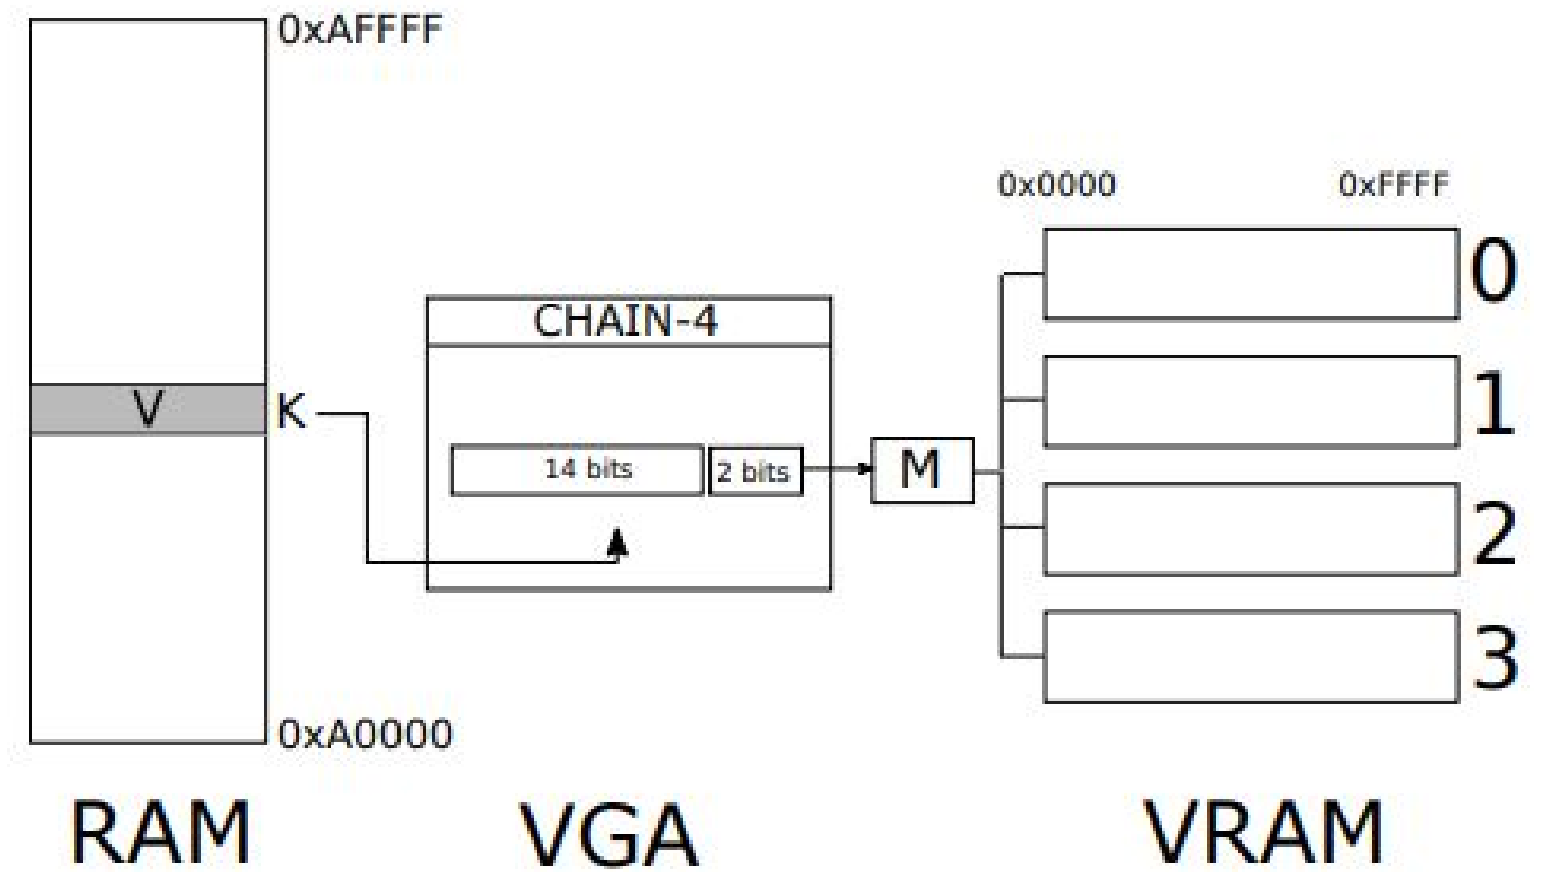 0xAFFFF
0x0000 0xFFFF
0
CHAIN-4
1
V K
14 bits 2 bits M
2
3
0xA0000
RAM VGA VRAM